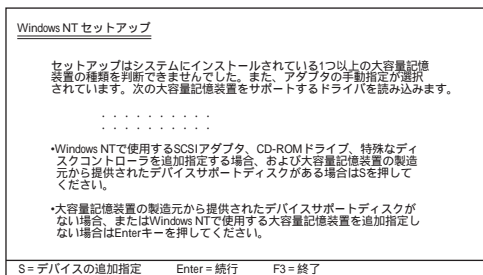 Windows NT セットアップ
セットアップはシステムにインストールされている1つ以上の大容量記憶
装置の種類を判断できませんでした。また、アダプタの手動指定が選択
されています。次の大容量記憶装置をサポートするドライバを読み込みます。
. . . . . . . . . .
. . . . . . . . . .
•Windows NTで使用するSCSIアダプタ、CD-ROMドライブ、特殊なディ
スクコントローラを追加指定する場合、および大容量記憶装置の製造
元から提供されたデバイスサポートディスクがある場合はSを押して
ください。
•大容量記憶装置の製造元から提供されたデバイスサポートディスクが
ない場合、またはWindows NTで使用する大容量記憶装置を追加指定し
ない場合はEnterキーを押してください。
S = デバイスの追加指定 Enter = 続行 F3 = 終了